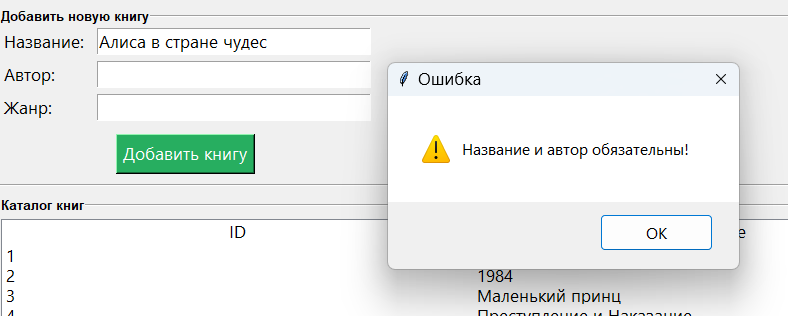 Добавить новую книгу
Название: Алиса в стране чудес
Автор:
Жанр:
Добавить книгу
Ошибка
Название и автор обязательны!
OK
Каталог книг
ID
1
2 1984
3 Маленький принц
4 Преступление и Наказание